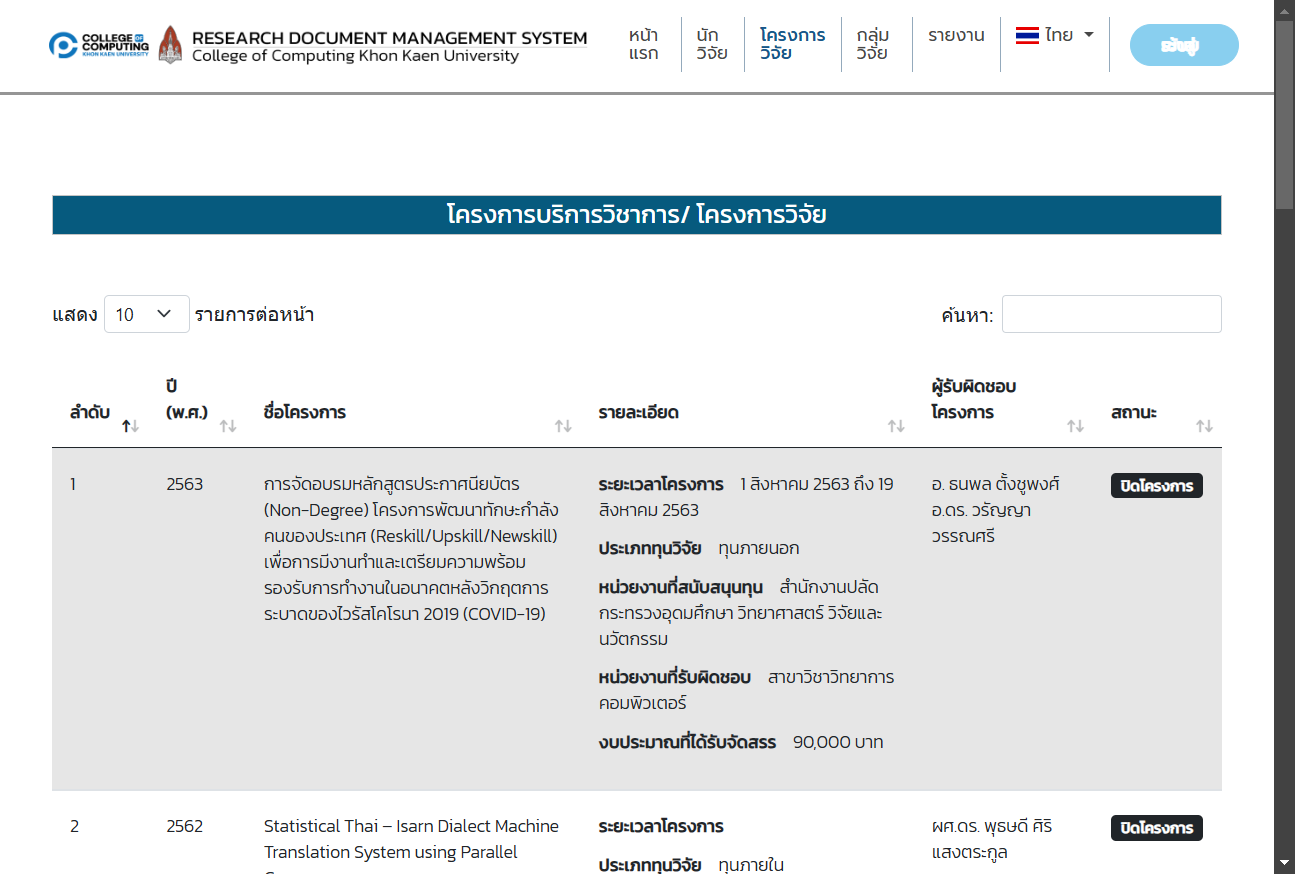 COLLEGE OF
COMPUTING
KHON KAEN UNIVERSITY
RESEARCH DOCUMENT MANAGEMENT SYSTEM
College of Computing Khon Kaen University
หน้า
แรก
นัก
วิจัย
โครงการ
วิจัย
กลุ่ม
วิจัย
รายงาน
ไทย
โครงการบริการวิชาการ/ โครงการวิจัย
แสดง 10 รายการต่อหน้า
ค้นหา:
ลำดับ
ปี
(พ.ศ.)
ชื่อโครงการ
รายละเอียด
ผู้รับผิดชอบ
โครงการ
สถานะ
1
2563
การจัดอบรมหลักสูตรประกาศนียบัตร
(Non-Degree) โครงการพัฒนาทักษะกำลัง
คนของประเทศ (Reskill/Upskill/Newskill)
เพื่อการมีงานทำและเตรียมความพร้อม
รองรับการทำงานในอนาคตหลังวิกฤตการ
ระบาดของไวรัสโคโรนา 2019 (COVID-19)
ระยะเวลาโครงการ 1 สิงหาคม 2563 ถึง 19
สิงหาคม 2563
ประเภททุนวิจัย ทุนภายนอก
หน่วยงานที่สนับสนุนทุน สำนักงานปลัด
กระทรวงอุดมศึกษา วิทยาศาสตร์ วิจัยและ
นวัตกรรม
หน่วยงานที่รับผิดชอบ สาขาวิชาวิทยาการ
คอมพิวเตอร์
งบประมาณที่ได้รับจัดสรร 90,000 บาท
อ. ธนพล ตั้งชูพงศ์
อ.ดร. วรัญญา
วรรณศรี
ปิดโครงการ
2
2562
Statistical Thai – Isarn Dialect Machine
Translation System using Parallel
ระยะเวลาโครงการ
ประเภททุนวิจัย ทุนภายใน
ผศ.ดร. พุธษดี ศิริ
แสงตระกูล
ปิดโครงการ